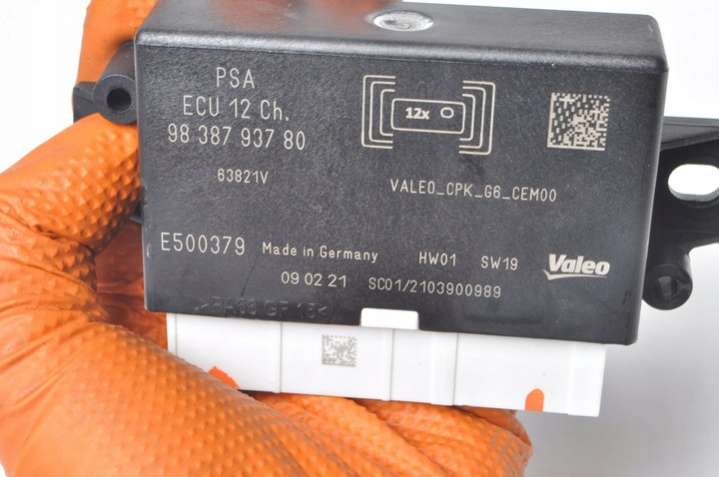 PSA
ECU 12 Ch.
98 387 937 80
12x
63821V
VALEO_CPK_G6_CEM00
E500379
Made in Germany
HW01 SW19
Valeo
09 02 21
SC01/2103900989